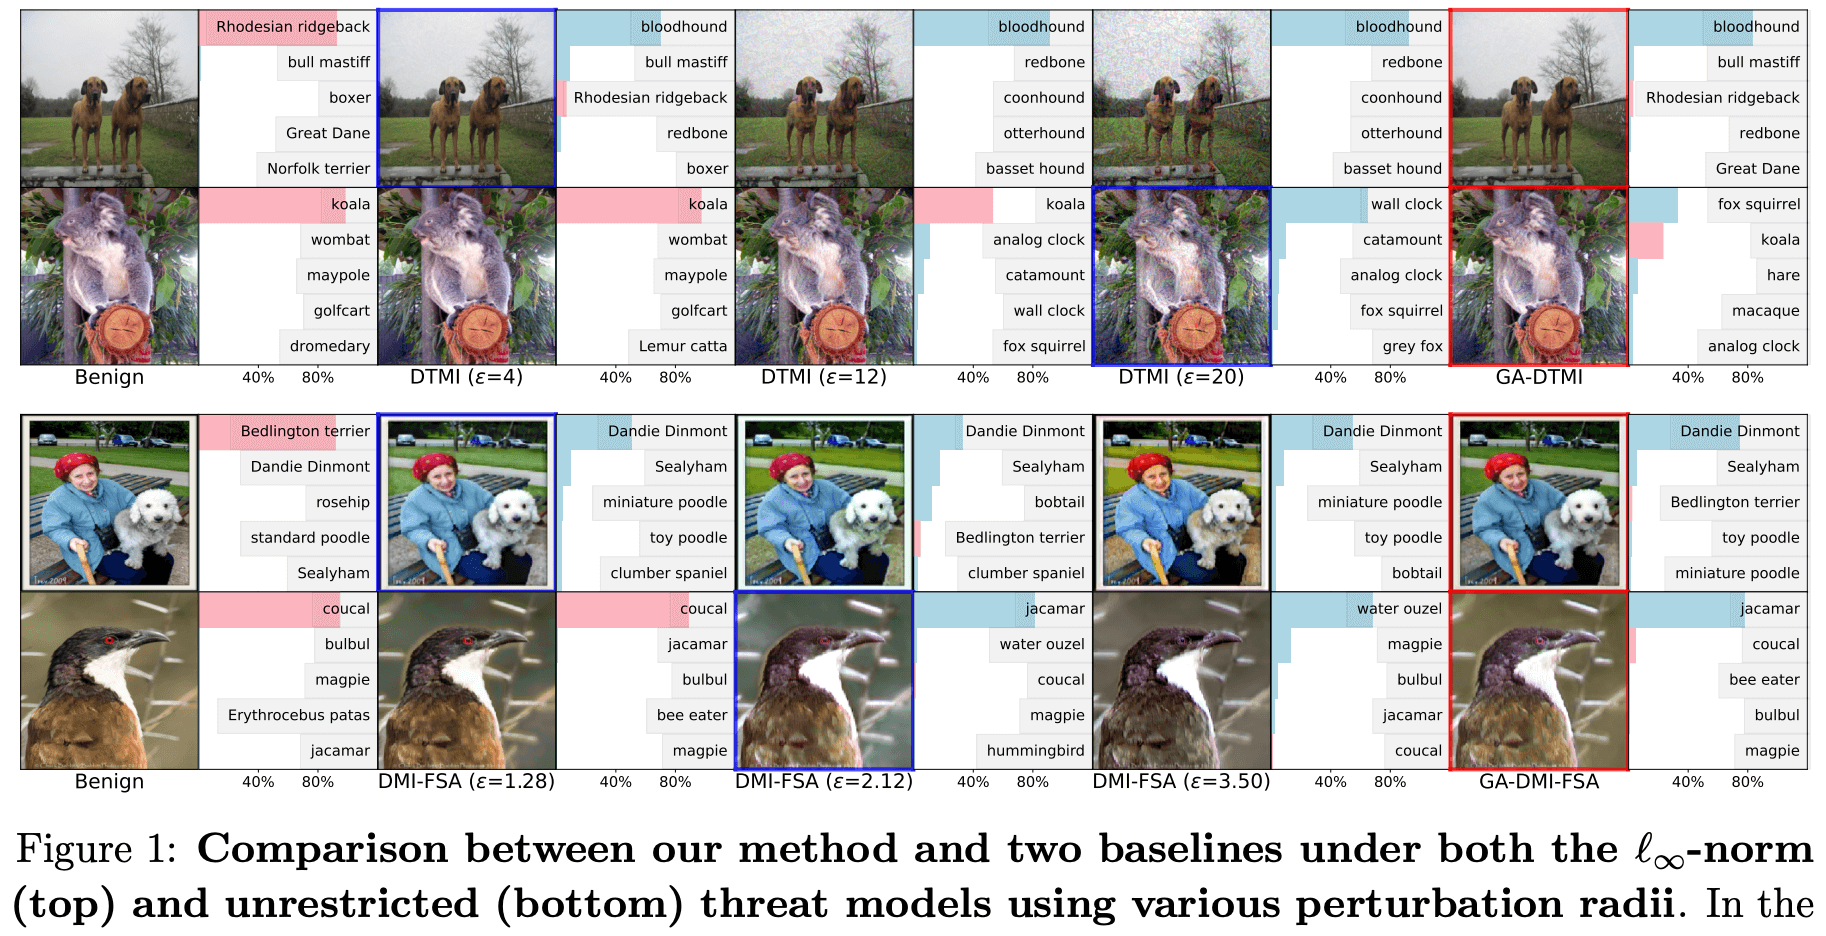 Rhodesian ridgeback
bull mastiff
boxer
Great Dane
Norfolk terrier
bloodhound
bull mastiff
Rhodesian ridgeback
redbone
boxer
bloodhound
redbone
coonhound
otterhound
basset hound
bloodhound
redbone
coonhound
otterhound
basset hound
bloodhound
bull mastiff
Rhodesian ridgeback
redbone
Great Dane
koala
wombat
maypole
golfcart
dromedary
koala
wombat
maypole
golfcart
Lemur catta
koala
analog clock
catamount
wall clock
fox squirrel
wall clock
catamount
analog clock
fox squirrel
grey fox
fox squirrel
koala
hare
macaque
analog clock
Benign 40% 80% DTMI (ε=4) 40% 80% DTMI (ε=12) 40% 80% DTMI (ε=20) 40% 80% GA-DTMI 40% 80%
Bedlington terrier
Dandie Dinmont
rosehip
standard poodle
Sealyham
Dandie Dinmont
Sealyham
miniature poodle
toy poodle
clumber spaniel
Dandie Dinmont
Sealyham
bobtail
Bedlington terrier
clumber spaniel
Dandie Dinmont
Sealyham
miniature poodle
toy poodle
bobtail
Dandie Dinmont
Sealyham
Bedlington terrier
toy poodle
miniature poodle
coucal
bulbul
magpie
Erythrocebus patas
jacamar
coucal
jacamar
bulbul
bee eater
magpie
jacamar
water ouzel
coucal
magpie
hummingbird
water ouzel
magpie
bulbul
jacamar
coucal
jacamar
coucal
bee eater
bulbul
magpie
Benign 40% 80% DMI-FSA (ε=1.28) 40% 80% DMI-FSA (ε=2.12) 40% 80% DMI-FSA (ε=3.50) 40% 80% GA-DMI-FSA 40% 80%
Figure 1: Comparison between our method and two baselines under both the ℓ∞-norm
(top) and unrestricted (bottom) threat models using various perturbation radii. In the